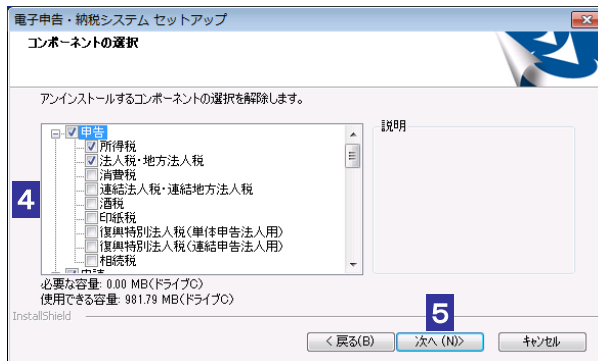 電子申告・納税システム セットアップ
コンポーネントの選択
アンインストールするコンポーネントの選択を解除します。
申告
所得税
法人税・地方法人税
消費税
連結法人税・連結地方法人税
酒税
印紙税
復興特別法人税(単体申告法人用)
復興特別法人税(連結申告法人用)
相続税
申請
説明
4
必要な容量: 0.00 MB(ドライブC)
使用できる容量: 981.79 MB(ドライブC)
InstallShield
5
< 戻る(B)
次へ (N)>
キャンセル